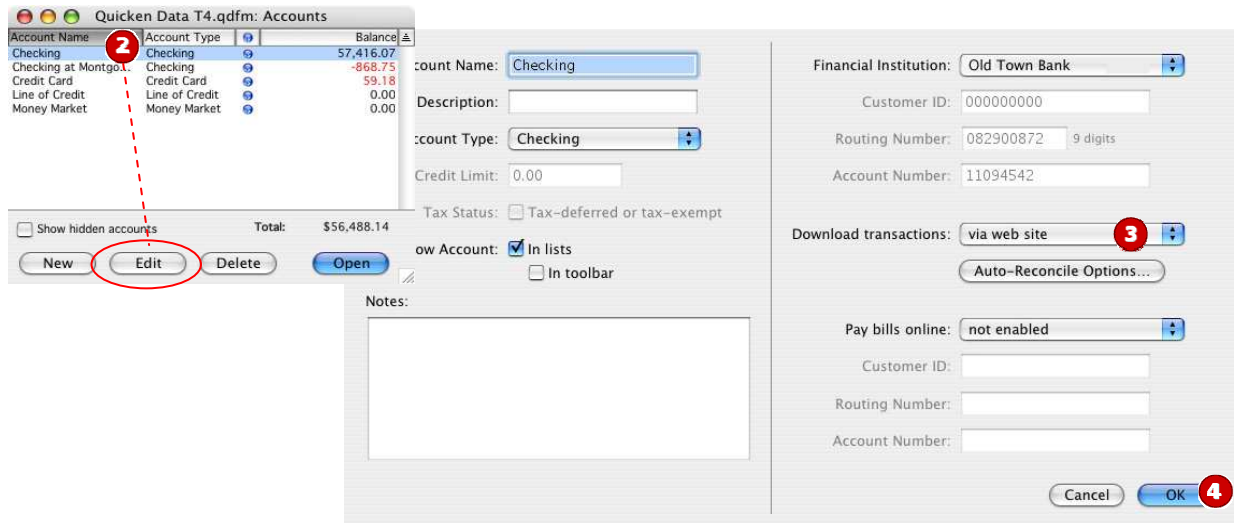 Quicken Data T4.qdfm: Accounts
Account Name Account Type Balance
2
Checking Checking 57,416.07
Checking at Montgo... Checking -868.75
Credit Card Credit Card 59.18
Line of Credit Line of Credit 0.00
Money Market Money Market 0.00
Show hidden accounts Total: $56,488.14
New Edit Delete Open
count Name: Checking
Description:
ccount Type: Checking
Credit Limit: 0.00
Tax Status: Tax-deferred or tax-exempt
ow Account: In lists
In toolbar
Notes:
Financial Institution: Old Town Bank
Customer ID: 000000000
Routing Number: 082900872 9 digits
Account Number: 11094542
Download transactions: via web site 3
Auto-Reconcile Options...
Pay bills online: not enabled
Customer ID:
Routing Number:
Account Number:
Cancel OK 4